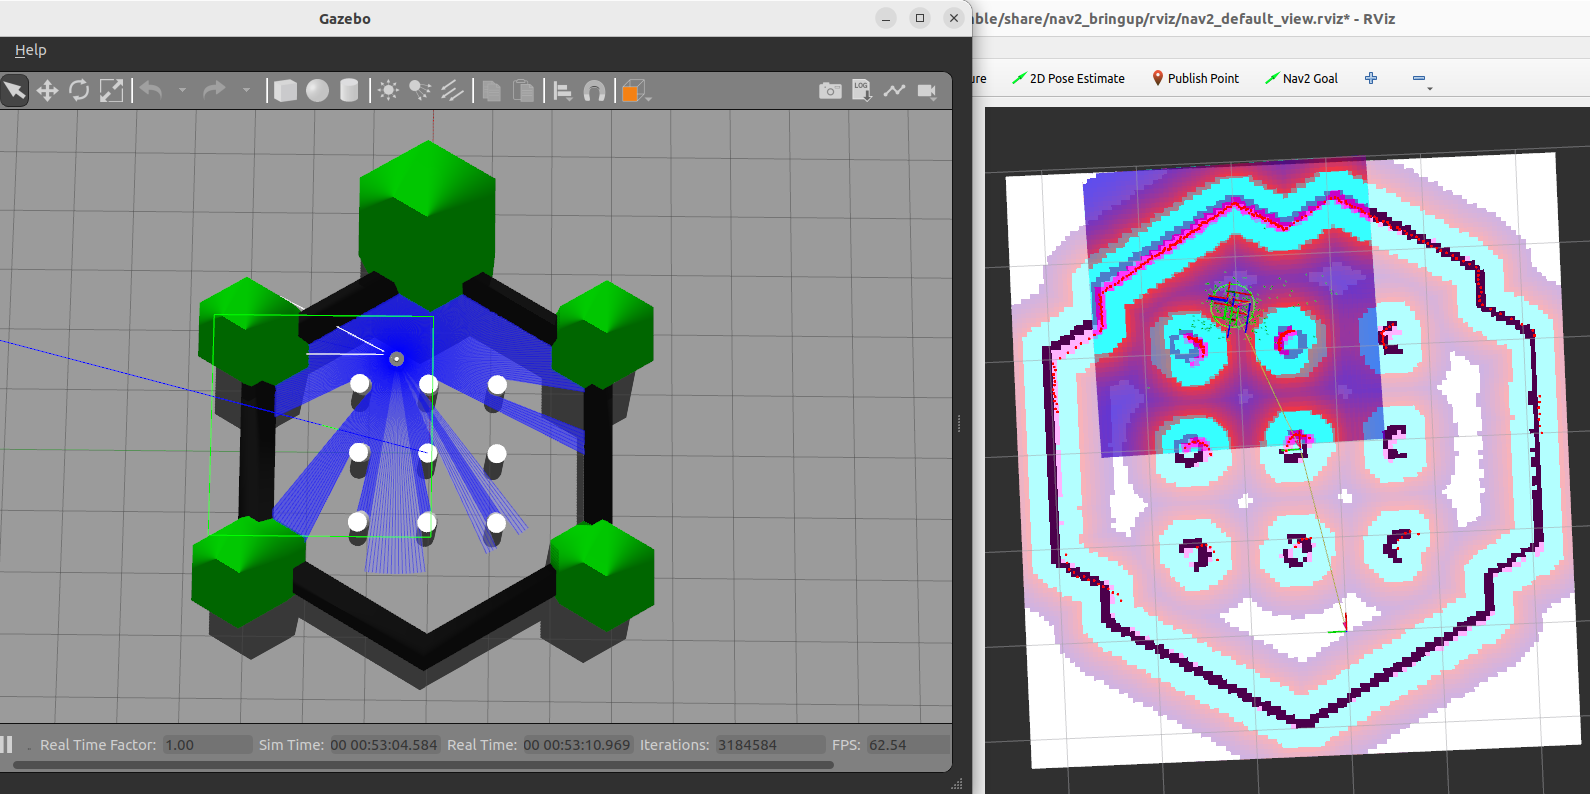 Gazebo
Help
LOG
Real Time Factor: 1.00 Sim Time: 00 00:53:04.584 Real Time: 00 00:53:10.969 Iterations: 3184584 FPS: 62.54
ble/share/nav2_bringup/rviz/nav2_default_view.rviz* - RViz
ure 2D Pose Estimate Publish Point Nav2 Goal